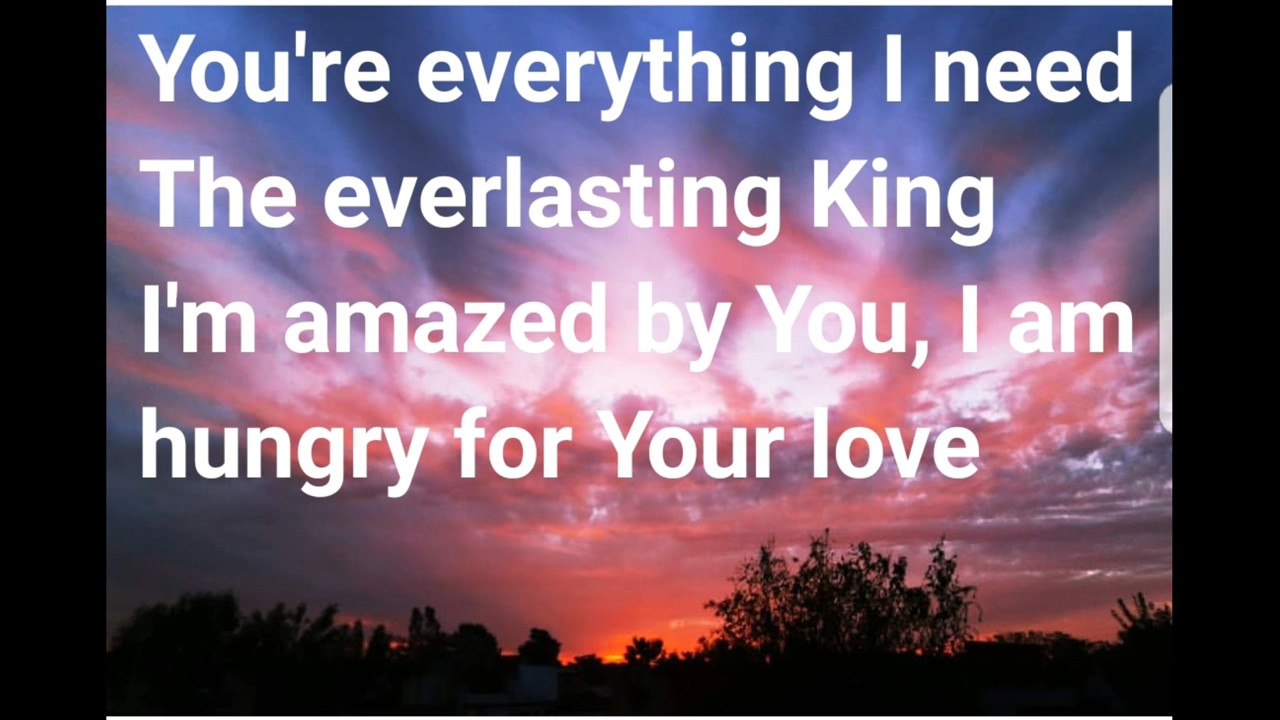 You're everything I need
The everlasting King
I'm amazed by You, I am
hungry for Your love